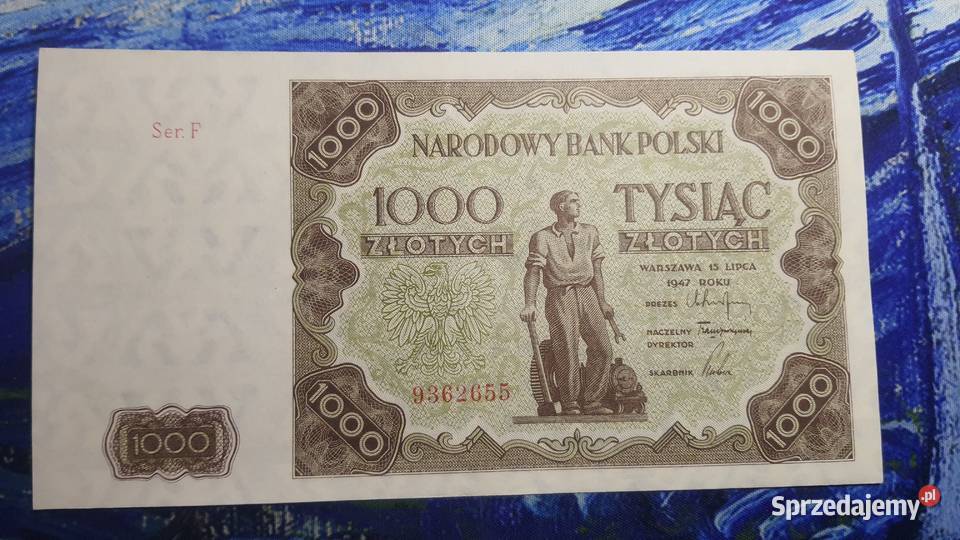 Ser. F
1000
1000
NARODOWY BANK POLSKI
1000 TYSIĄC
ZŁOTYCH ZŁOTYCH
WARSZAWA 15 LIPCA
1947 ROKU
PREZES
NACZELNY
DYREKTOR
SKARBNIK
9362655
1000
1000
1000
Sprzedajemy.pl